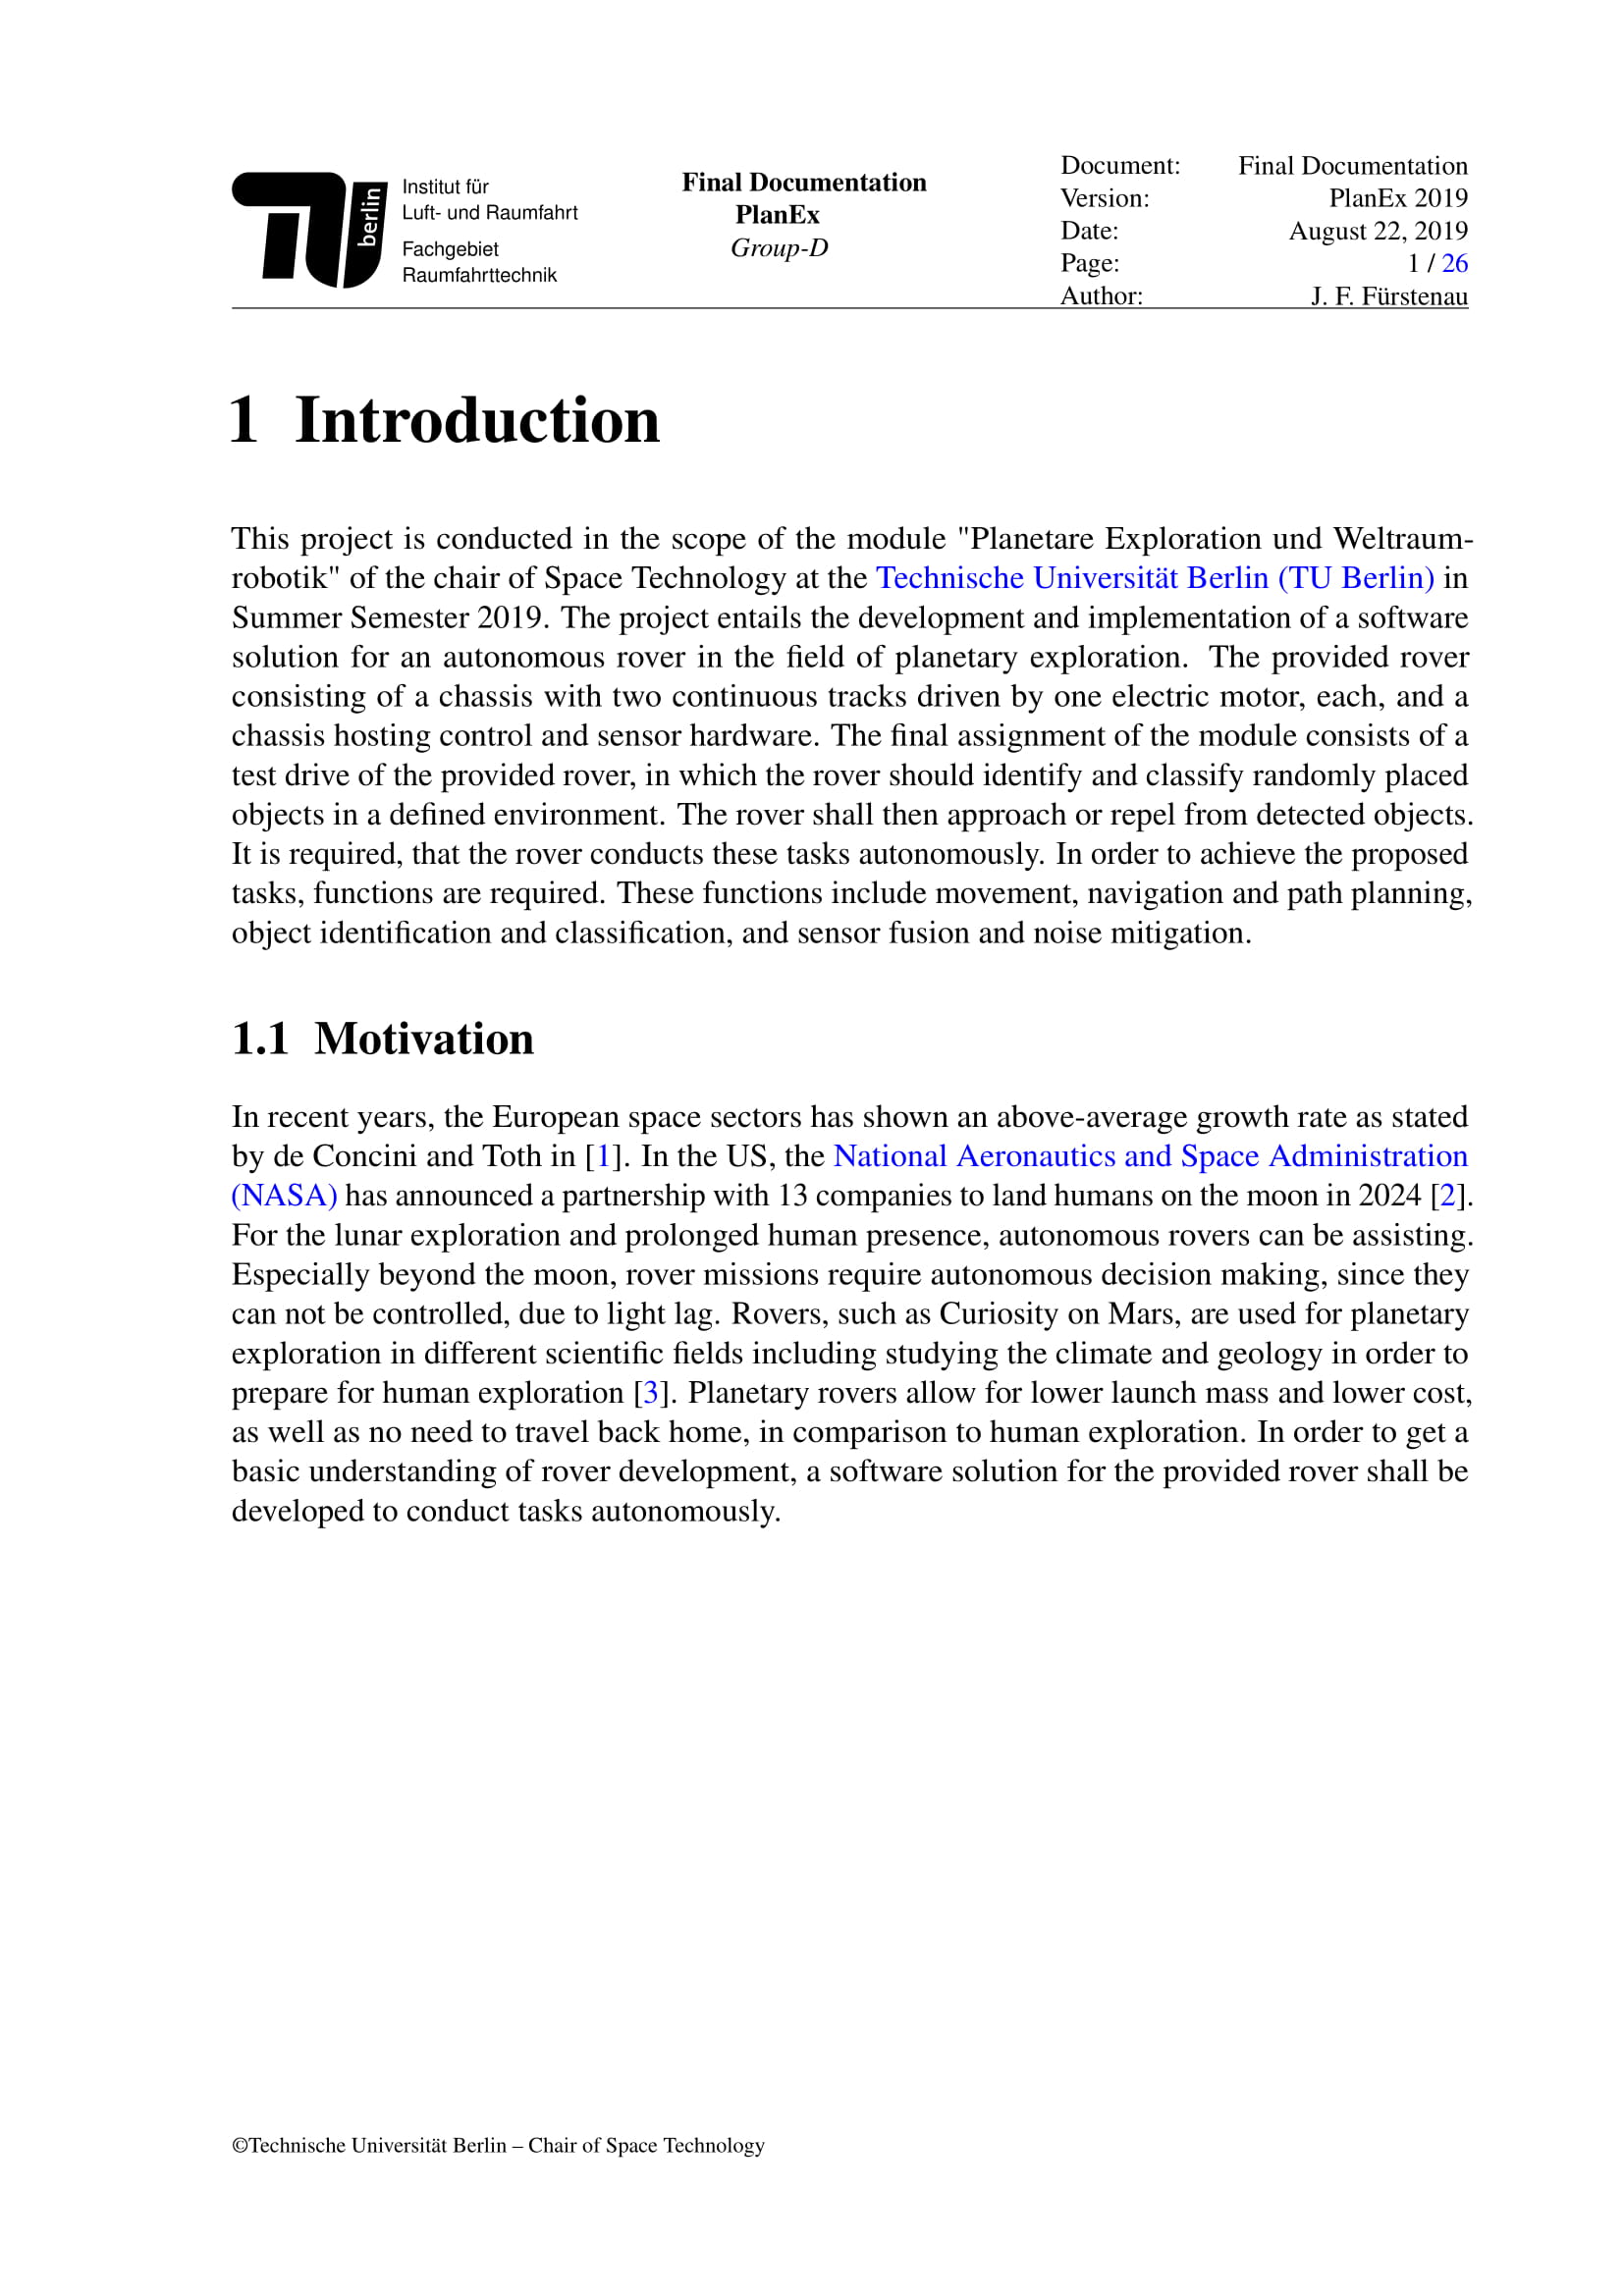 berlin
Institut für
Luft- und Raumfahrt
Fachgebiet
Raumfahrttechnik
Final Documentation
PlanEx
Group-D
Document: Final Documentation
Version: PlanEx 2019
Date: August 22, 2019
Page: 1 / 26
Author: J. F. Fürstenau
1 Introduction
This project is conducted in the scope of the module "Planetare Exploration und Weltraum-
robotik" of the chair of Space Technology at the Technische Universität Berlin (TU Berlin) in
Summer Semester 2019. The project entails the development and implementation of a software
solution for an autonomous rover in the field of planetary exploration. The provided rover
consisting of a chassis with two continuous tracks driven by one electric motor, each, and a
chassis hosting control and sensor hardware. The final assignment of the module consists of a
test drive of the provided rover, in which the rover should identify and classify randomly placed
objects in a defined environment. The rover shall then approach or repel from detected objects.
It is required, that the rover conducts these tasks autonomously. In order to achieve the proposed
tasks, functions are required. These functions include movement, navigation and path planning,
object identification and classification, and sensor fusion and noise mitigation.
1.1 Motivation
In recent years, the European space sectors has shown an above-average growth rate as stated
by de Concini and Toth in [1]. In the US, the National Aeronautics and Space Administration
(NASA) has announced a partnership with 13 companies to land humans on the moon in 2024 [2].
For the lunar exploration and prolonged human presence, autonomous rovers can be assisting.
Especially beyond the moon, rover missions require autonomous decision making, since they
can not be controlled, due to light lag. Rovers, such as Curiosity on Mars, are used for planetary
exploration in different scientific fields including studying the climate and geology in order to
prepare for human exploration [3]. Planetary rovers allow for lower launch mass and lower cost,
as well as no need to travel back home, in comparison to human exploration. In order to get a
basic understanding of rover development, a software solution for the provided rover shall be
developed to conduct tasks autonomously.
©Technische Universität Berlin – Chair of Space Technology